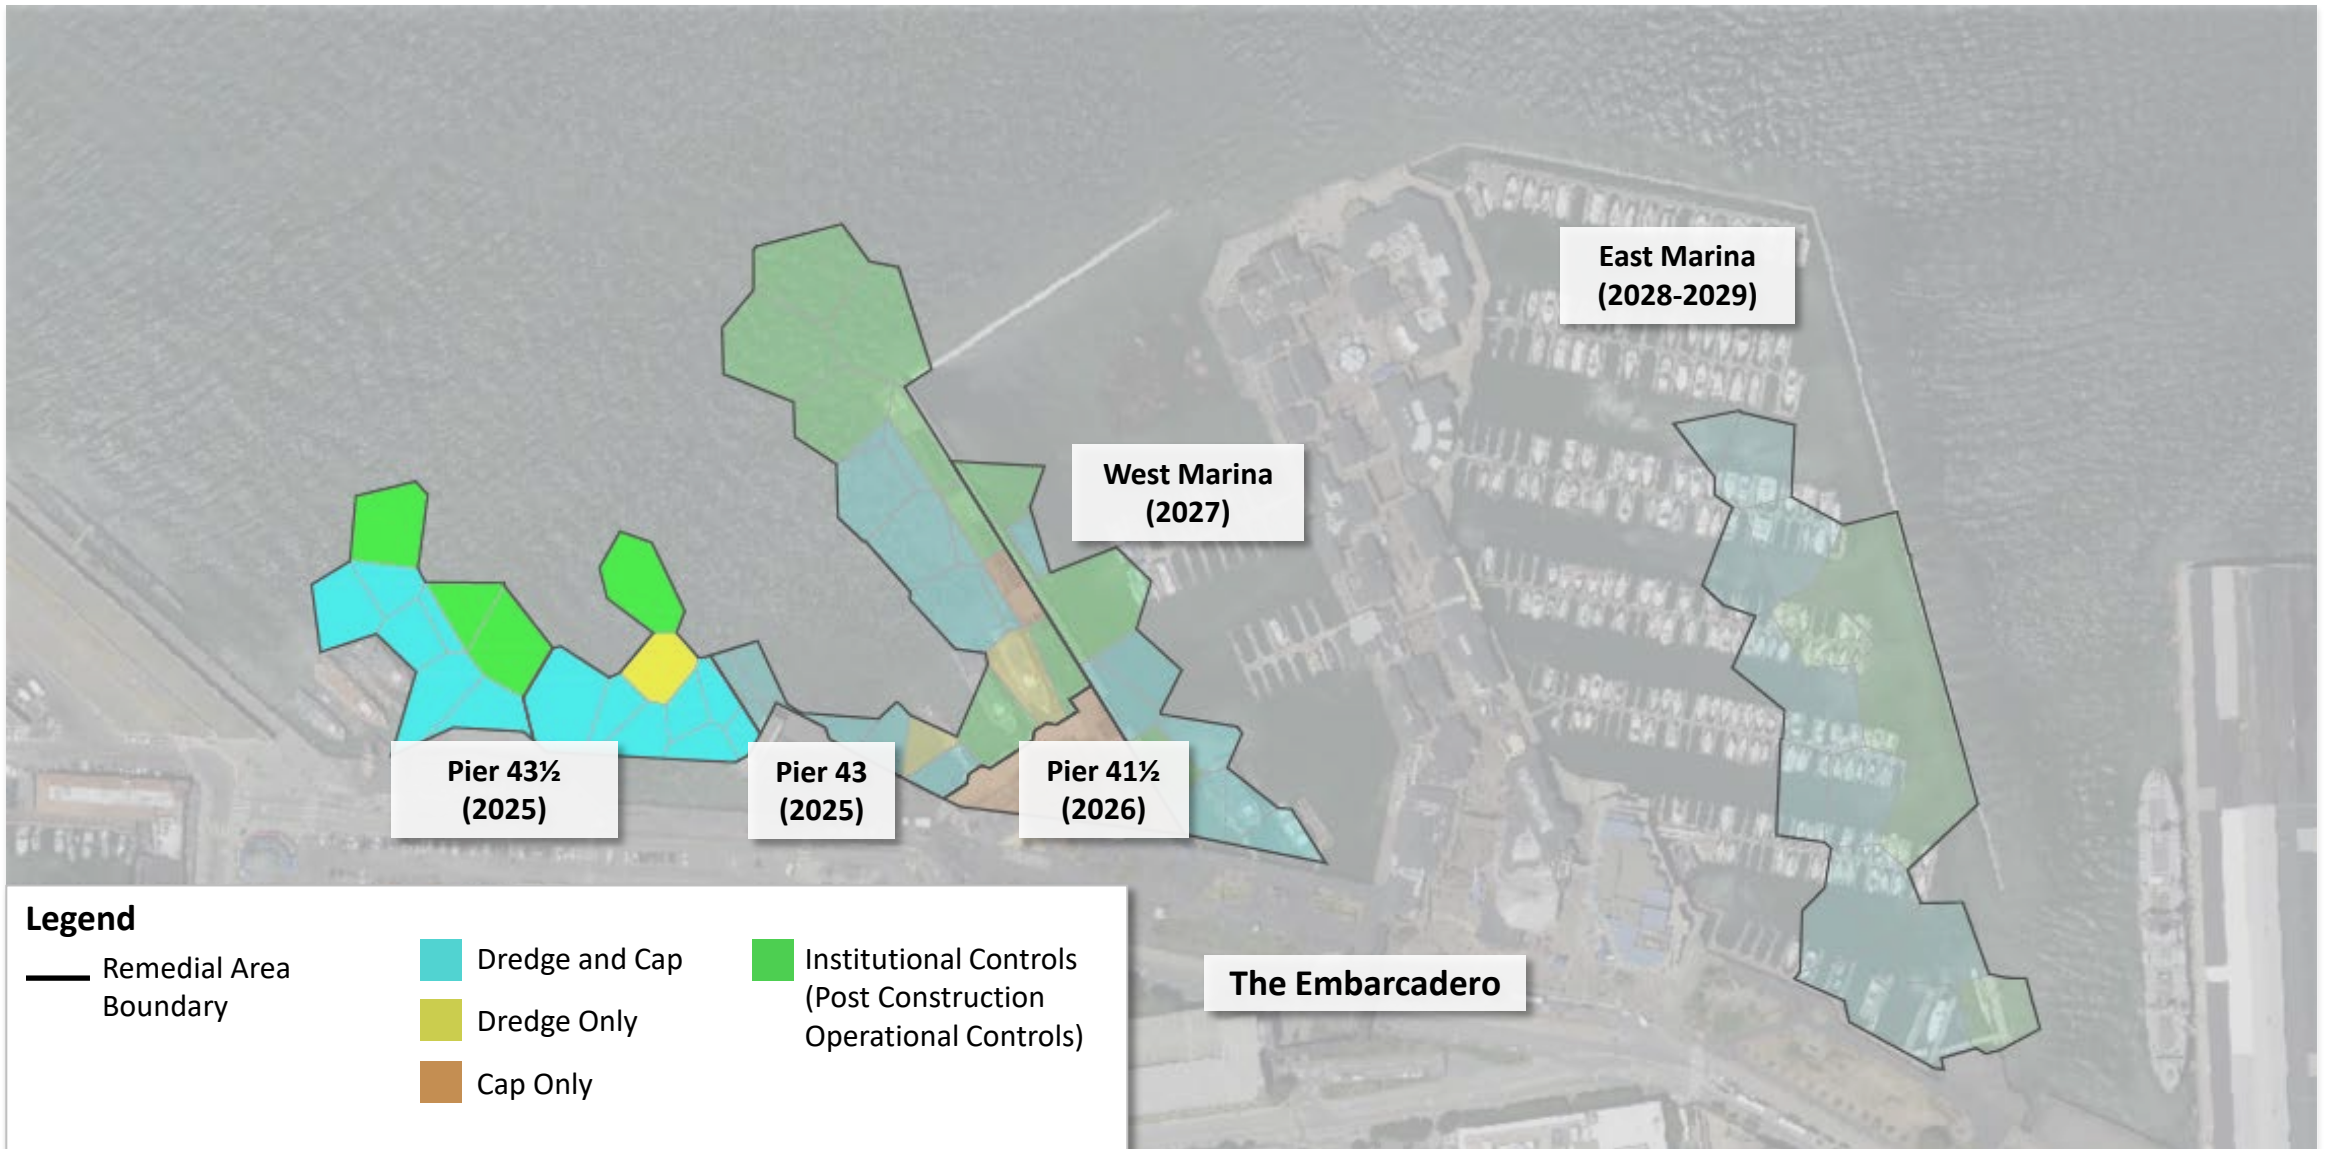 East Marina
(2028-2029)
West Marina
(2027)
Pier 43½
(2025)
Pier 43
(2025)
Pier 41½
(2026)
The Embarcadero
Legend
Remedial Area
Boundary
Dredge and Cap
Dredge Only
Cap Only
Institutional Controls
(Post Construction
Operational Controls)